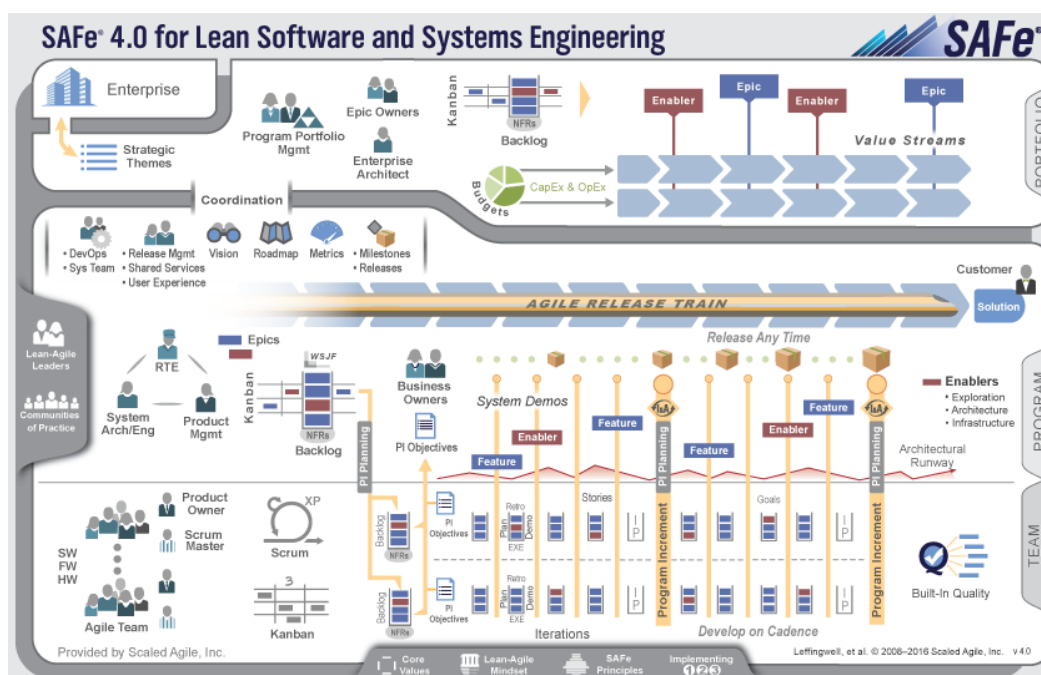 SAFe® 4.0 for Lean Software and Systems Engineering
SAFe
Enterprise
Strategic
Themes
Program Portfolio
Mgmt
Epic Owners
Enterprise
Architect
Kanban
NFRs
Backlog
Enabler
Epic
Enabler
Epic
Value Streams
Budgets
CapEx & OpEx
PORTFOLIO
Coordination
• DevOps
• Sys Team
• Release Mgmt
• Shared Services
• User Experience
Vision
Roadmap
Metrics
• Milestones
• Releases
Customer
AGILE RELEASE TRAIN
Solution
Release Any Time
Lean-Agile
Leaders
Communities
of Practice
RTE
System
Arch/Eng
Product
Mgmt
Epics
WSJF
Kanban
NFRs
Backlog
PI Planning
Business
Owners
PI Objectives
System Demos
Feature
Enabler
Feature
I&A
PI Planning
Feature
Enabler
Feature
I&A
PI Planning
Enablers
• Exploration
• Architecture
• Infrastructure
Architectural
Runway
PROGRAM
SW
FW
HW
Agile Team
Product
Owner
Scrum
Master
XP
Scrum
3
Kanban
Backlog
NFRs
PI
Objectives
Retro
Plan
Demo
EXE
Stories
I
P
Program Increment
Goals
I
P
Program Increment
Backlog
NFRs
PI
Objectives
Retro
Plan
Demo
EXE
I
P
I
P
Iterations
Develop on Cadence
Built-In Quality
TEAM
Provided by Scaled Agile, Inc.
Leffingwell, et al. © 2008–2016 Scaled Agile, Inc. v 4.0
Core
Values
Lean-Agile
Mindset
SAFe
Principles
Implementing
1 2 3